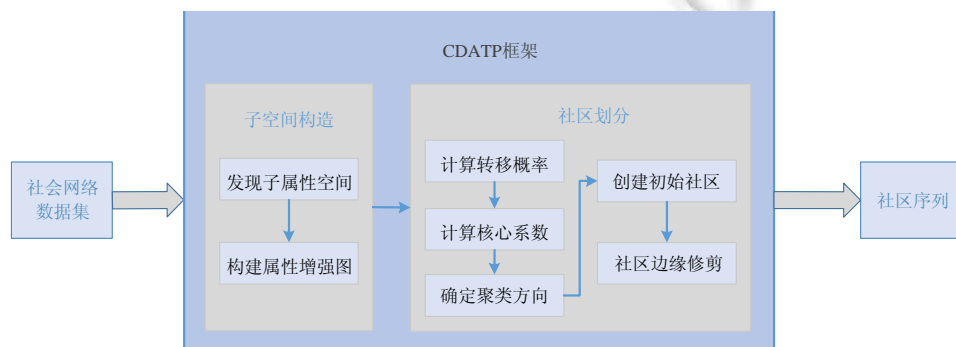 CDATP框架
社会网络
数据集
子空间构造
发现子属性空间
构建属性增强图
社区划分
计算转移概率
计算核心系数
确定聚类方向
创建初始社区
社区边缘修剪
社区序列